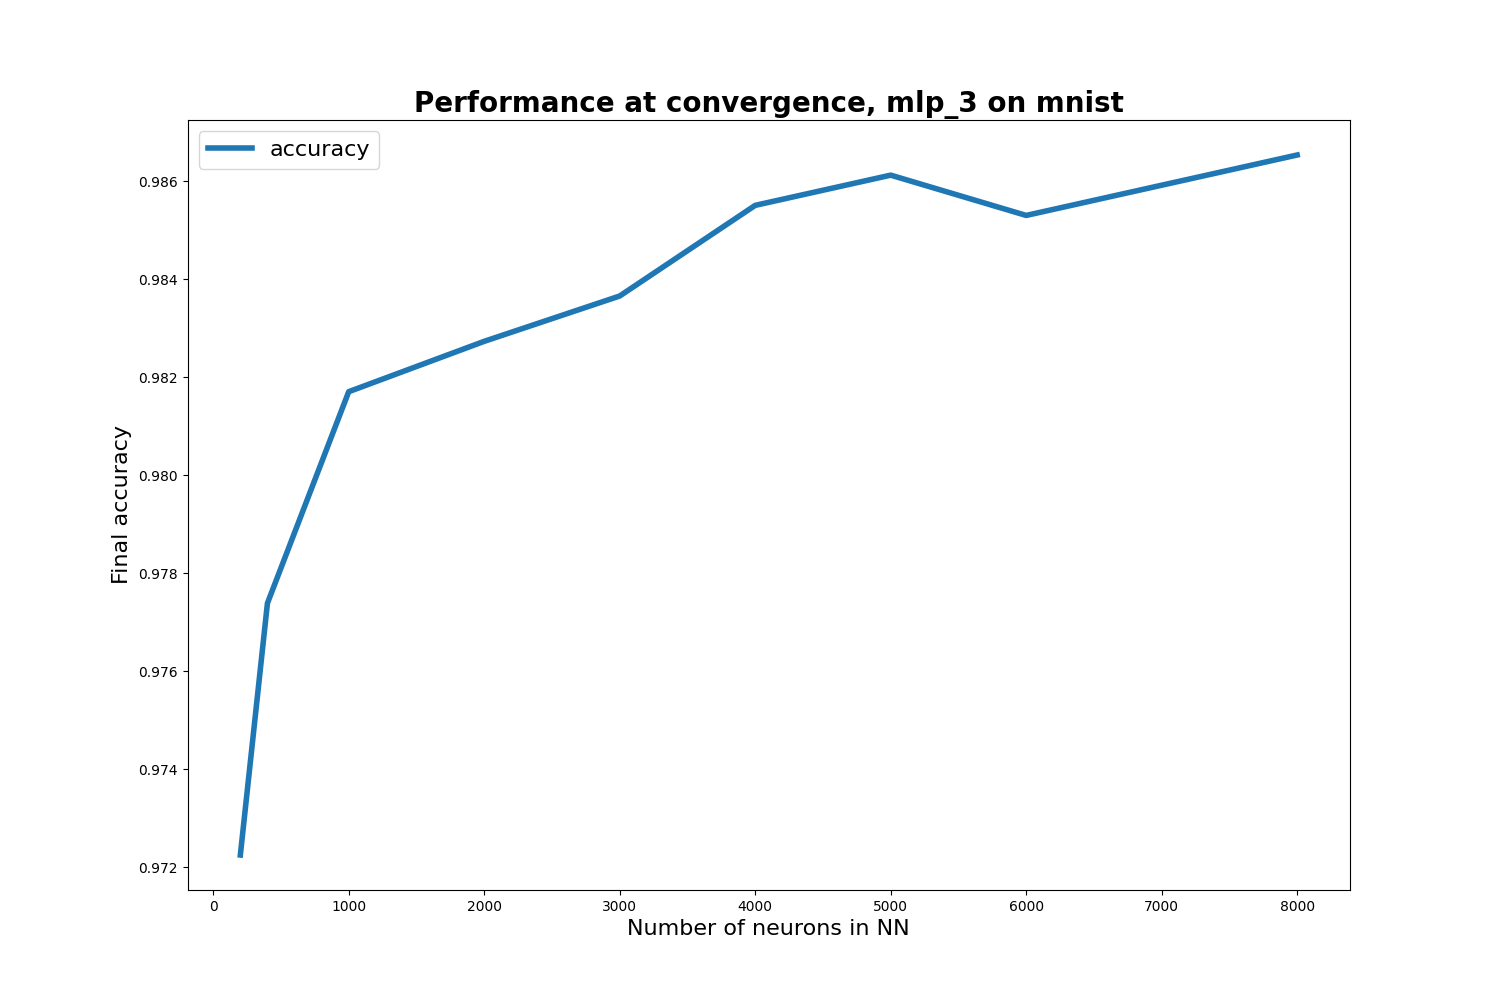 Performance at convergence, mlp_3 on mnist
accuracy
0.986
0.984
0.982
0.980
0.978
0.976
0.974
0.972
Final accuracy
0 1000 2000 3000 4000 5000 6000 7000 8000
Number of neurons in NN